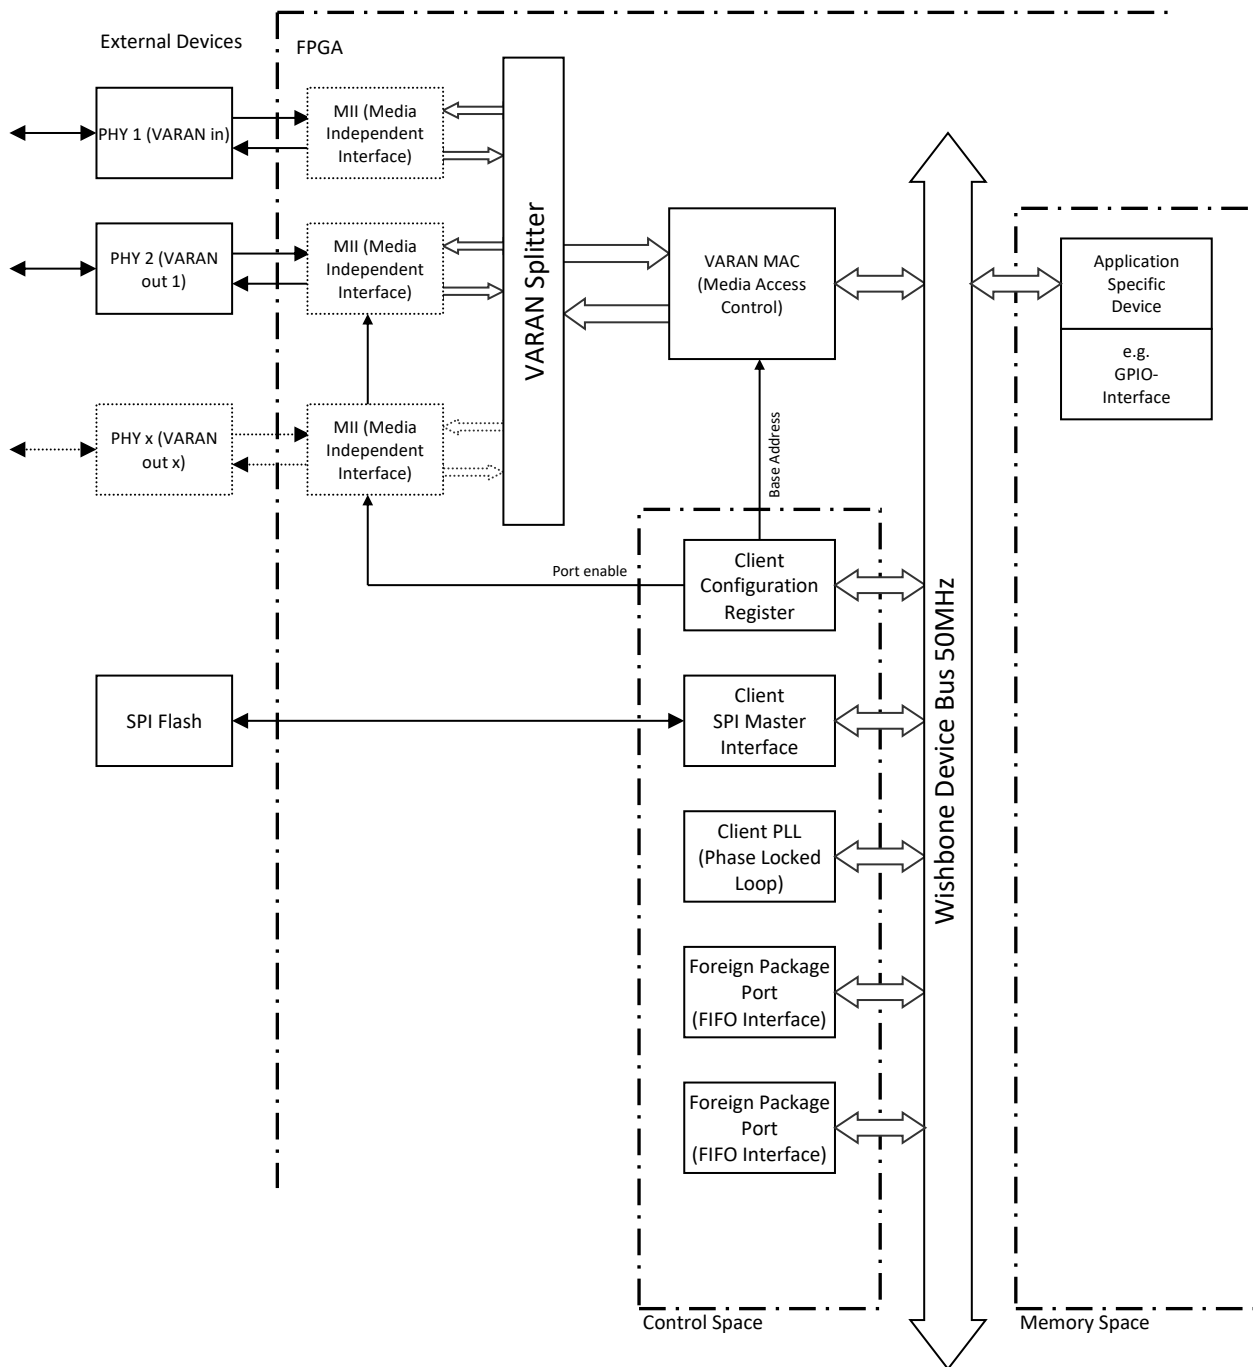 External Devices
FPGA
PHY 1 (VARAN in)
MII (Media
Independent
Interface)
PHY 2 (VARAN
out 1)
MII (Media
Independent
Interface)
PHY x (VARAN
out x)
MII (Media
Independent
Interface)
VARAN Splitter
VARAN MAC
(Media Access
Control)
Application
Specific
Device
e.g.
GPIO-
Interface
Base Address
Port enable
Client
Configuration
Register
SPI Flash
Client
SPI Master
Interface
Client PLL
(Phase Locked
Loop)
Foreign Package
Port
(FIFO Interface)
Foreign Package
Port
(FIFO Interface)
Wishbone Device Bus 50MHz
Control Space
Memory Space